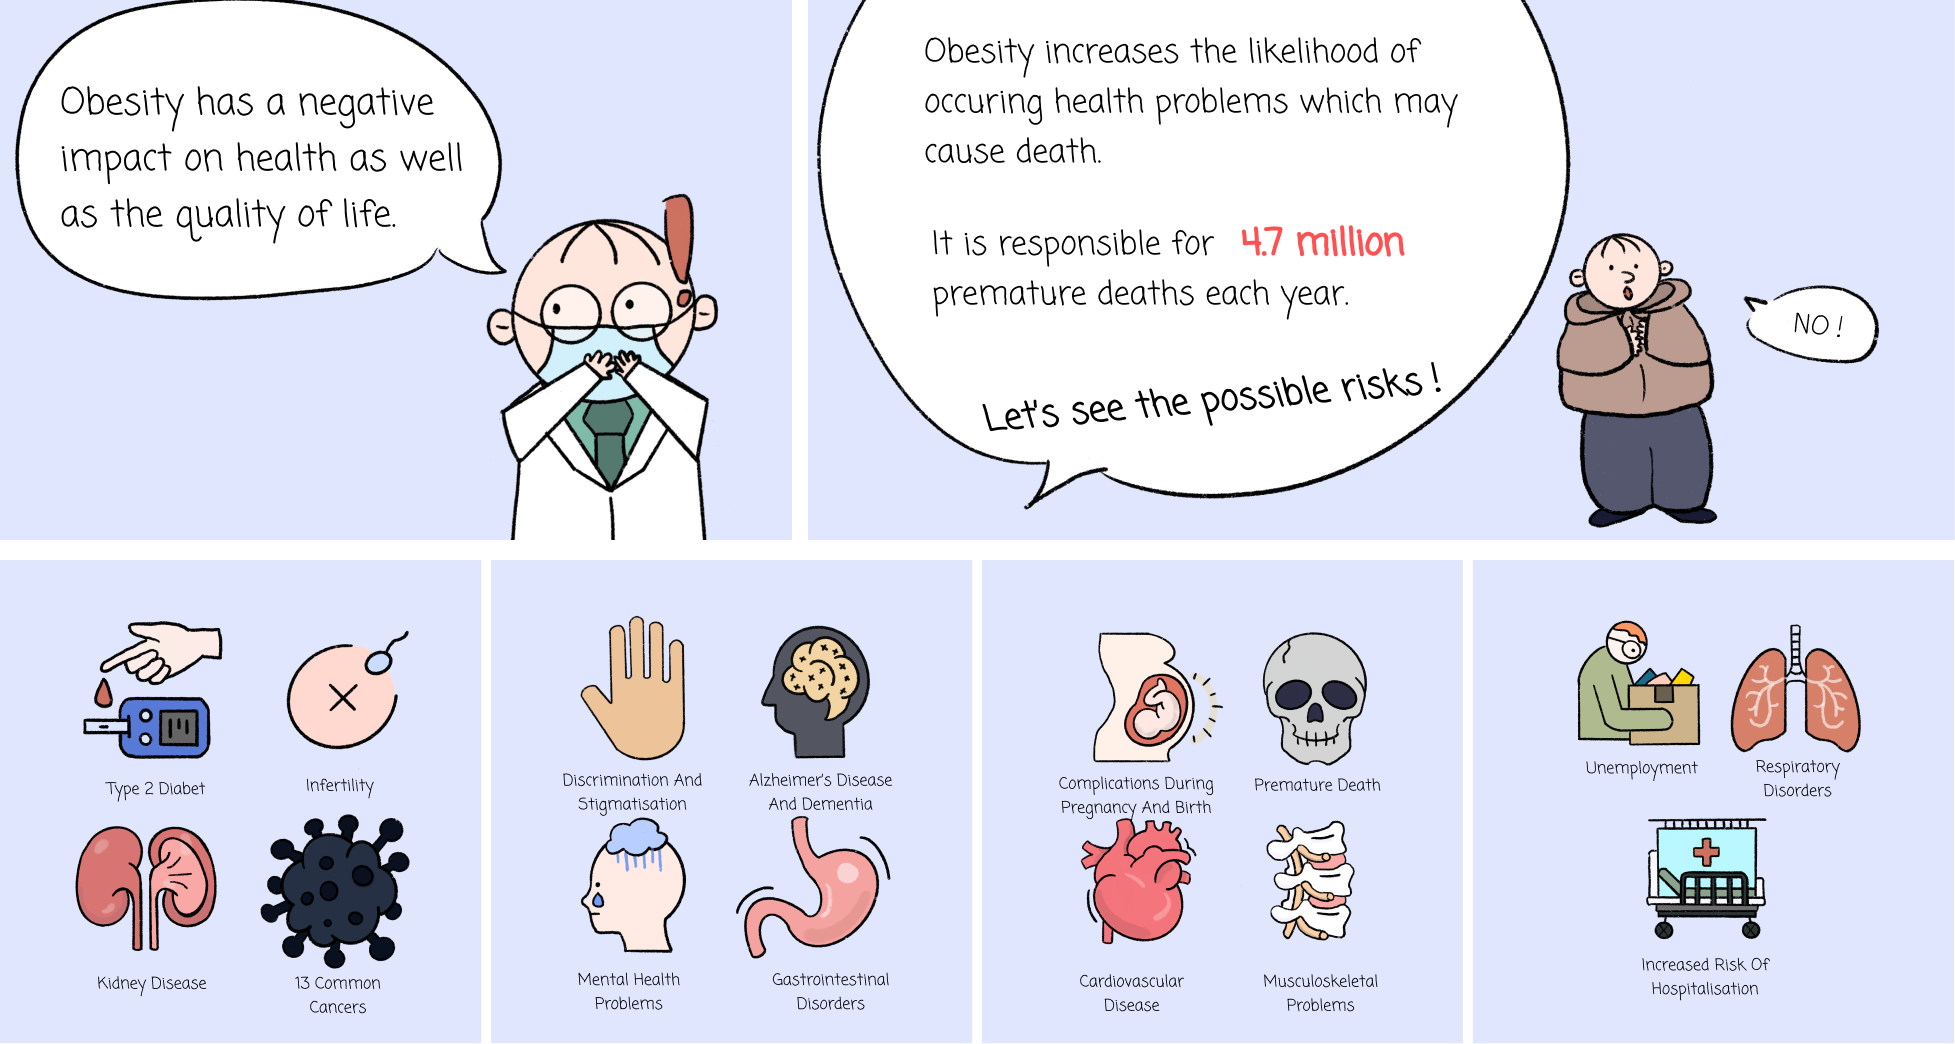 Obesity has a negative
impact on health as well
as the quality of life.
Obesity increases the likelihood of
occuring health problems which may
cause death.
It is responsible for 4.7 million
premature deaths each year.
Let's see the possible risks!
NO!
Type 2 Diabet
Infertility
Kidney Disease
13 Common
Cancers
Discrimination And
Stigmatisation
Alzheimer's Disease
And Dementia
Mental Health
Problems
Gastrointestinal
Disorders
Complications During
Pregnancy And Birth
Premature Death
Cardiovascular
Disease
Musculoskeletal
Problems
Unemployment
Respiratory
Disorders
Increased Risk Of
Hospitalisation